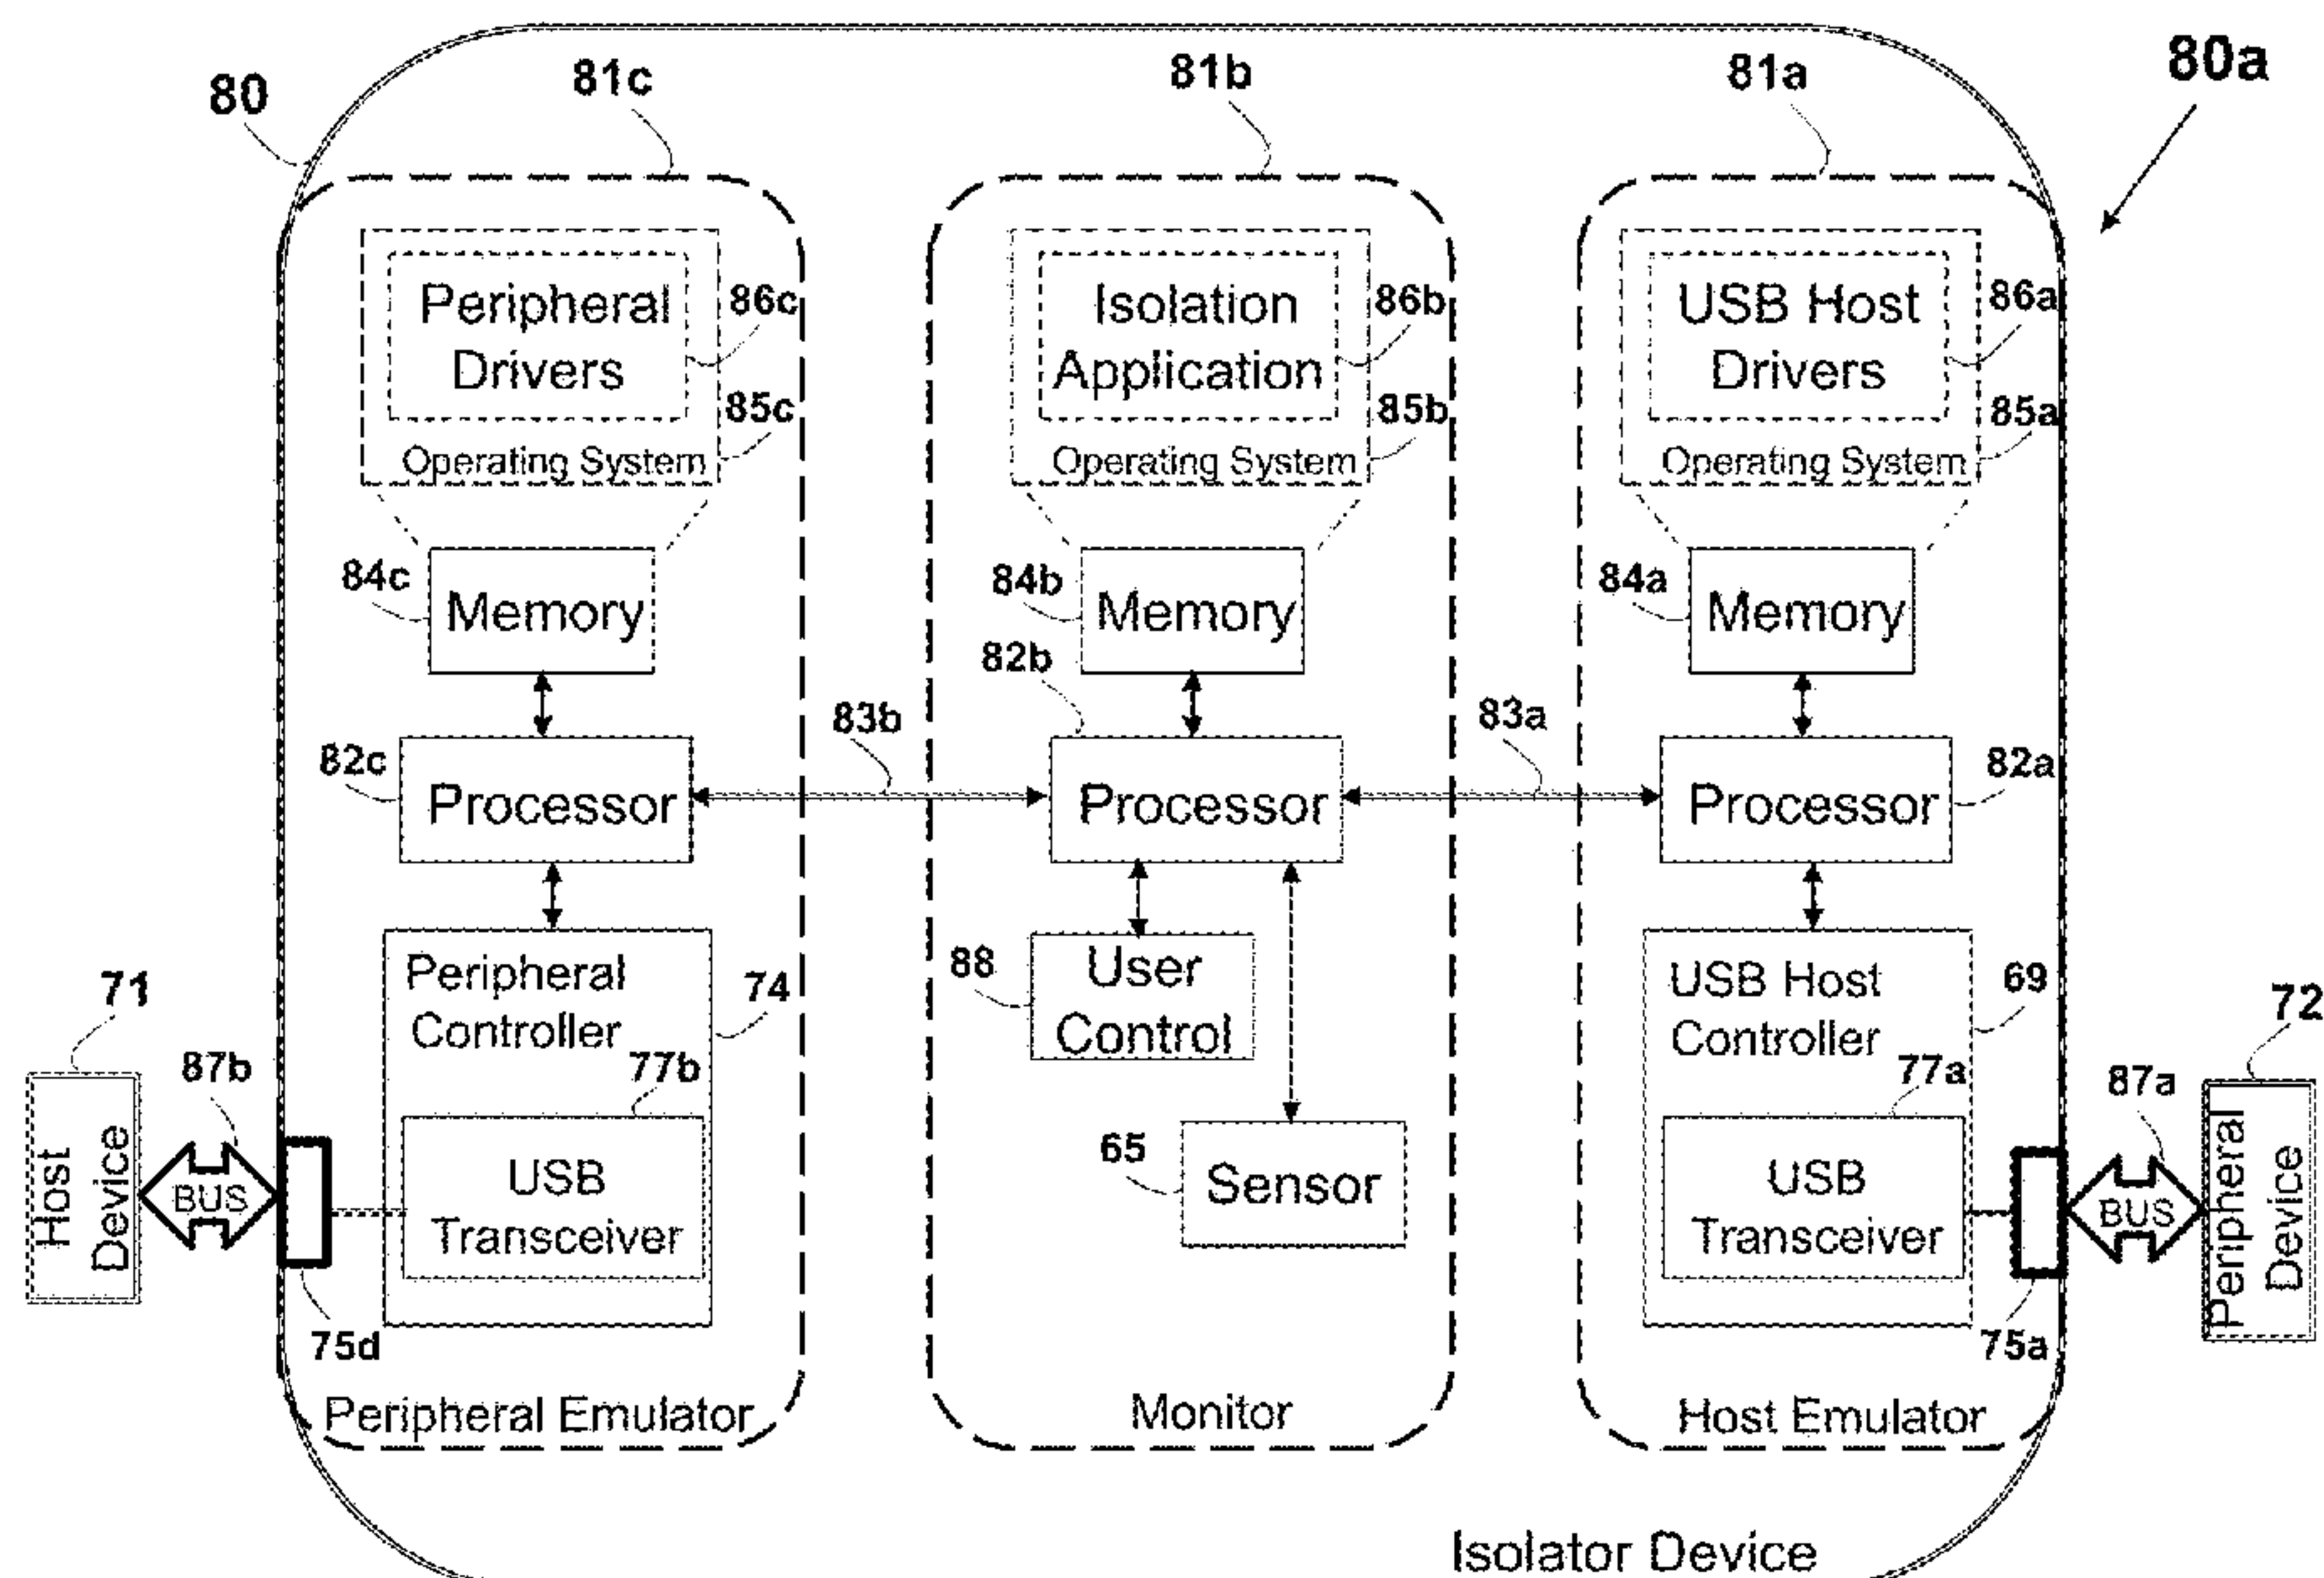 80
81c
81b
81a
80a
Peripheral
Drivers
86c
85c
Operating System
Isolation
Application
86b
85b
Operating System
USB Host
Drivers
86a
85a
Operating System
84c
Memory
84b
Memory
84a
Memory
82b
82c
Processor
83b
Processor
83a
Processor
82a
Peripheral
Controller
74
77b
USB
Transceiver
88
User
Control
65
Sensor
USB Host
Controller
69
77a
USB
Transceiver
71
87b
Host
Device
BUS
75d
72
87a
BUS
Peripheral
Device
75a
Peripheral Emulator
Monitor
Host Emulator
Isolator Device